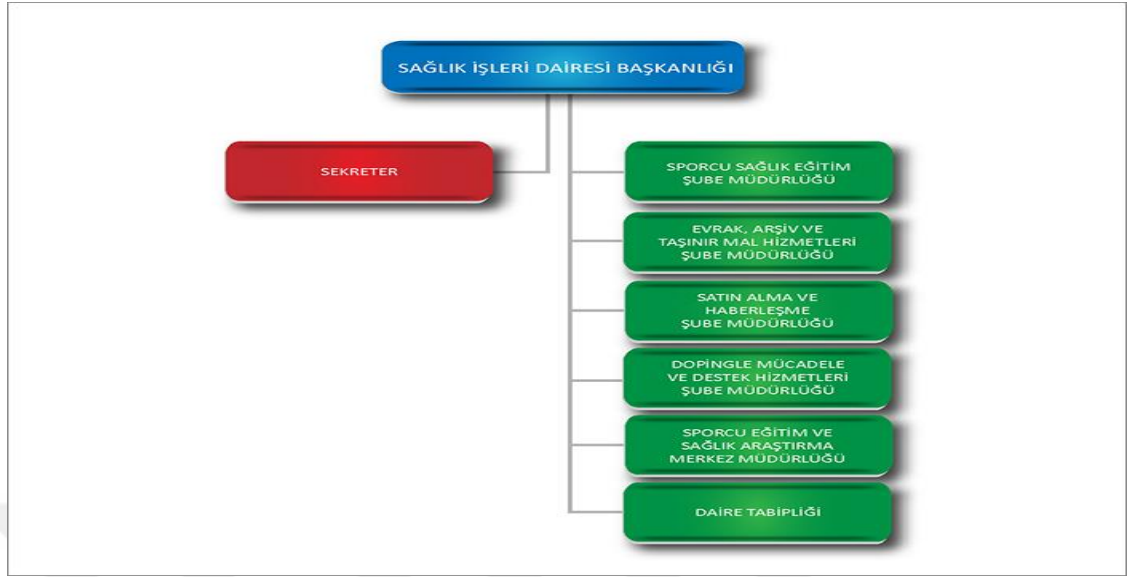 SAĞLIK İŞLERİ DAİRESİ BAŞKANLIĞI
SEKRETER
SPORCU SAĞLIK EĞİTİM
ŞUBE MÜDÜRLÜĞÜ
EVRAK, ARŞİV VE
TAŞINIR MAL HİZMETLERİ
ŞUBE MÜDÜRLÜĞÜ
SATIN ALMA VE
HABERLEŞME
ŞUBE MÜDÜRLÜĞÜ
DOPİNGLE MÜCADELE
VE DESTEK HİZMETLERİ
ŞUBE MÜDÜRLÜĞÜ
SPORCU EĞİTİM VE
SAĞLIK ARAŞTIRMA
MERKEZ MÜDÜRLÜĞÜ
DAİRE TABİPLİĞİ